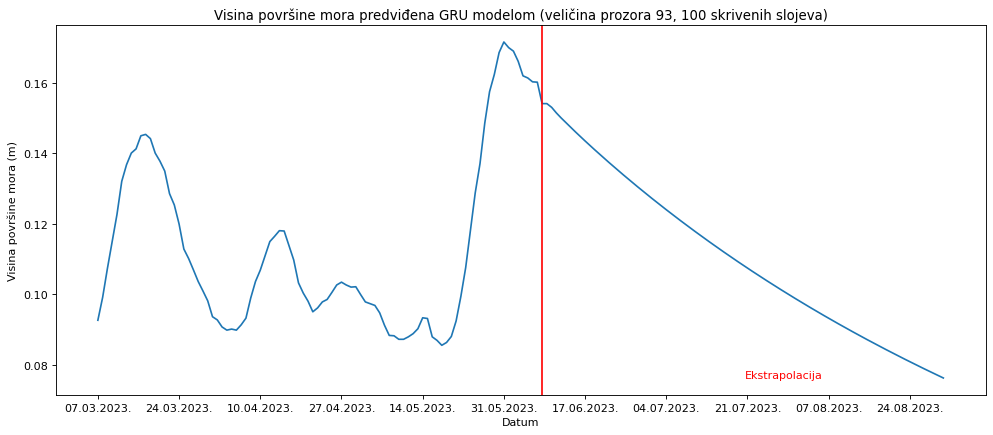 Visina površine mora predviđena GRU modelom (veličina prozora 93, 100 skrivenih slojeva)
Visina površine mora (m)
0.16
0.14
0.12
0.10
0.08
Ekstrapolacija
07.03.2023. 24.03.2023. 10.04.2023. 27.04.2023. 14.05.2023. 31.05.2023. 17.06.2023. 04.07.2023. 21.07.2023. 07.08.2023. 24.08.2023.
Datum